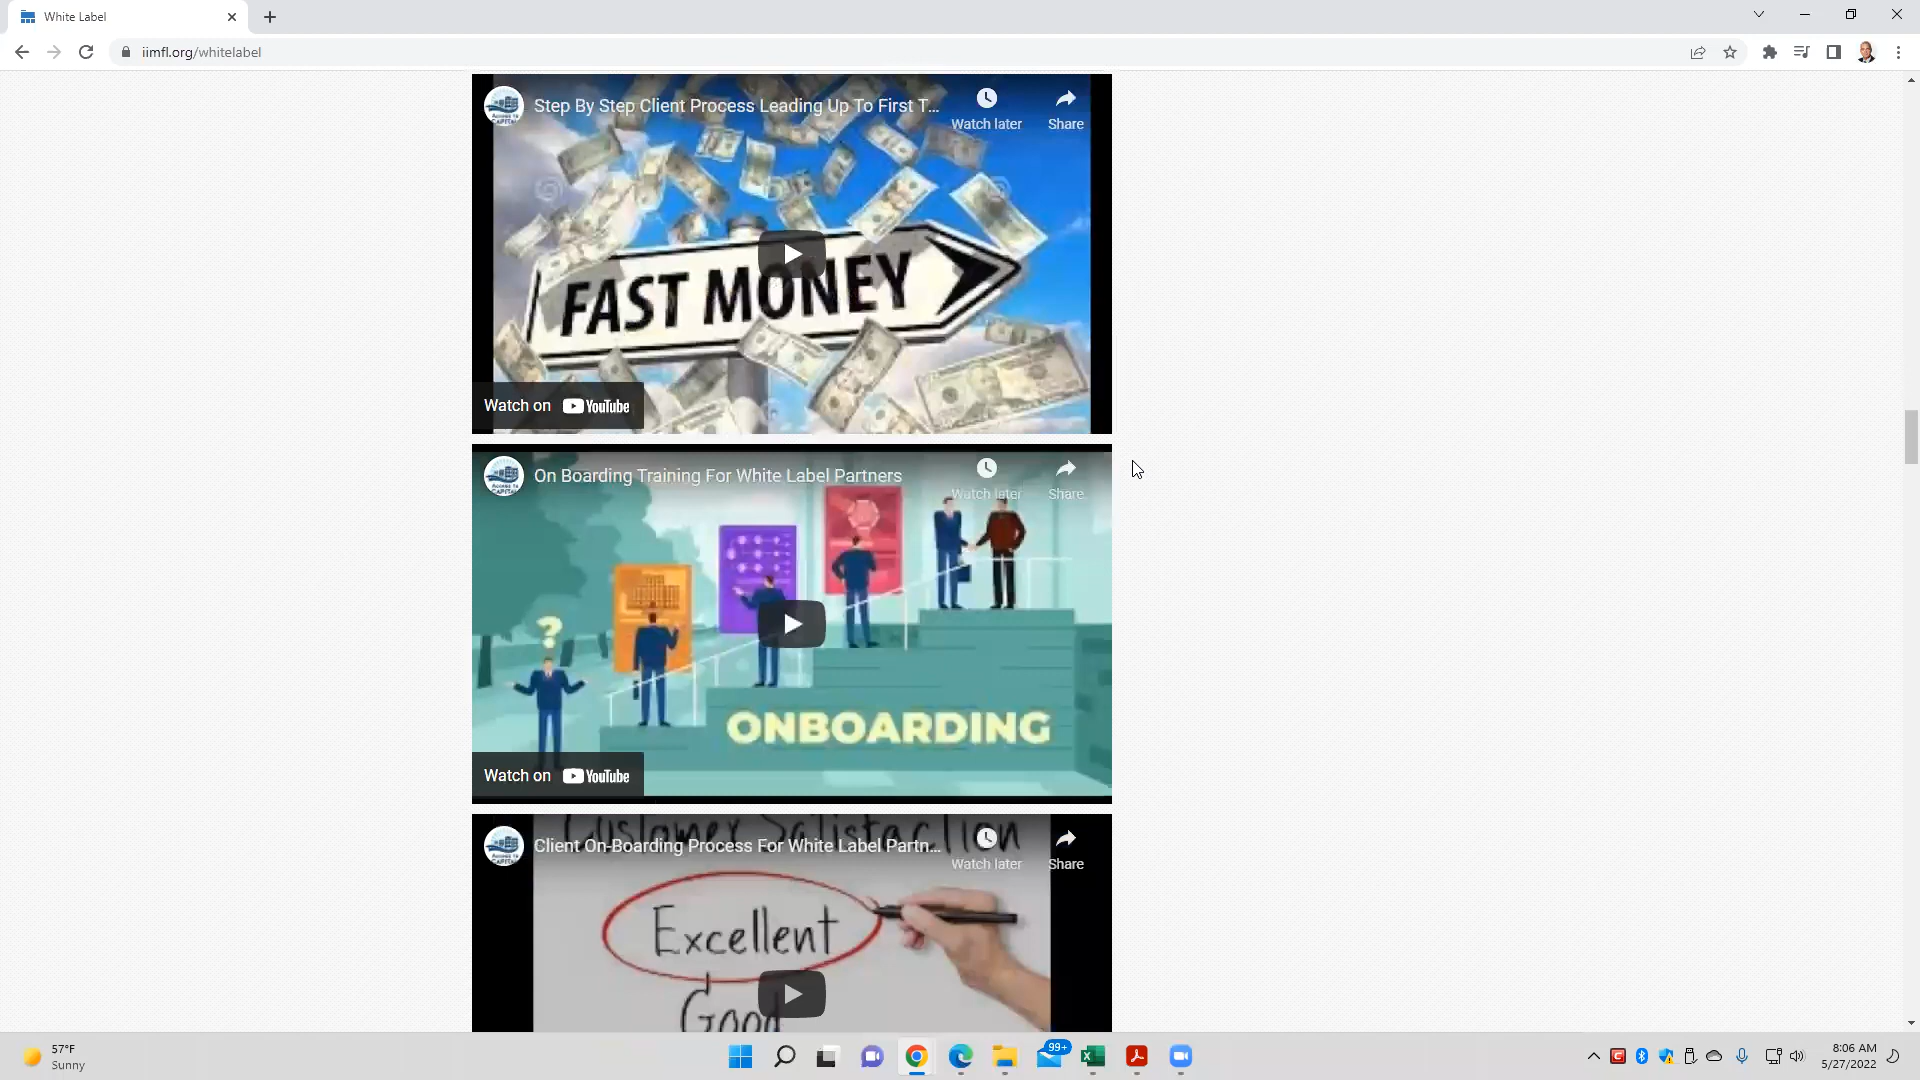 White Label
iimfl.org/whitelabel
Step By Step Client Process Leading Up To First T...
Watch later
Share
FAST MONEY
Watch on YouTube
On Boarding Training For White Label Partners
Watch later
Share
?
ONBOARDING
Watch on YouTube
Customer Satisfaction
Client On-Boarding Process For White Label Partn...
Watch later
Share
Excellent
Good
57°F
Sunny
99+
8:06 AM
5/27/2022